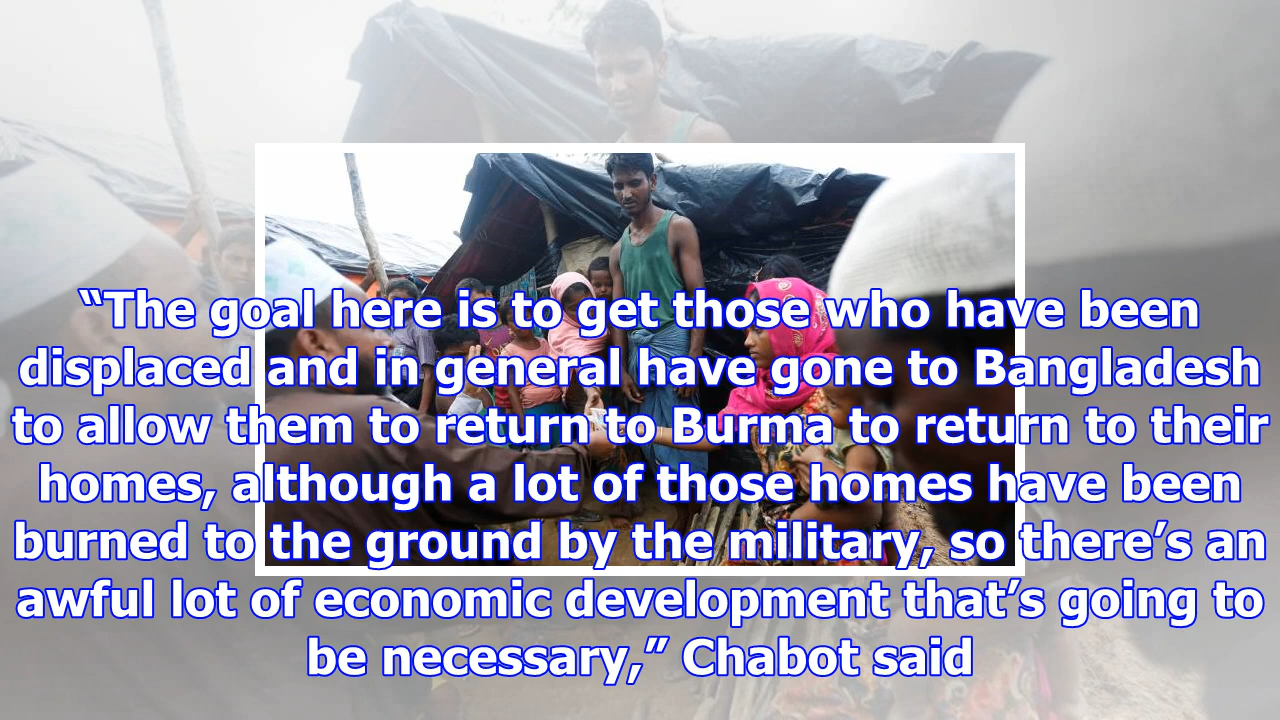 “The goal here is to get those who have been
displaced and in general have gone to Bangladesh
to allow them to return to Burma to return to their
homes, although a lot of those homes have been
burned to the ground by the military, so there’s an
awful lot of economic development that’s going to
be necessary,” Chabot said